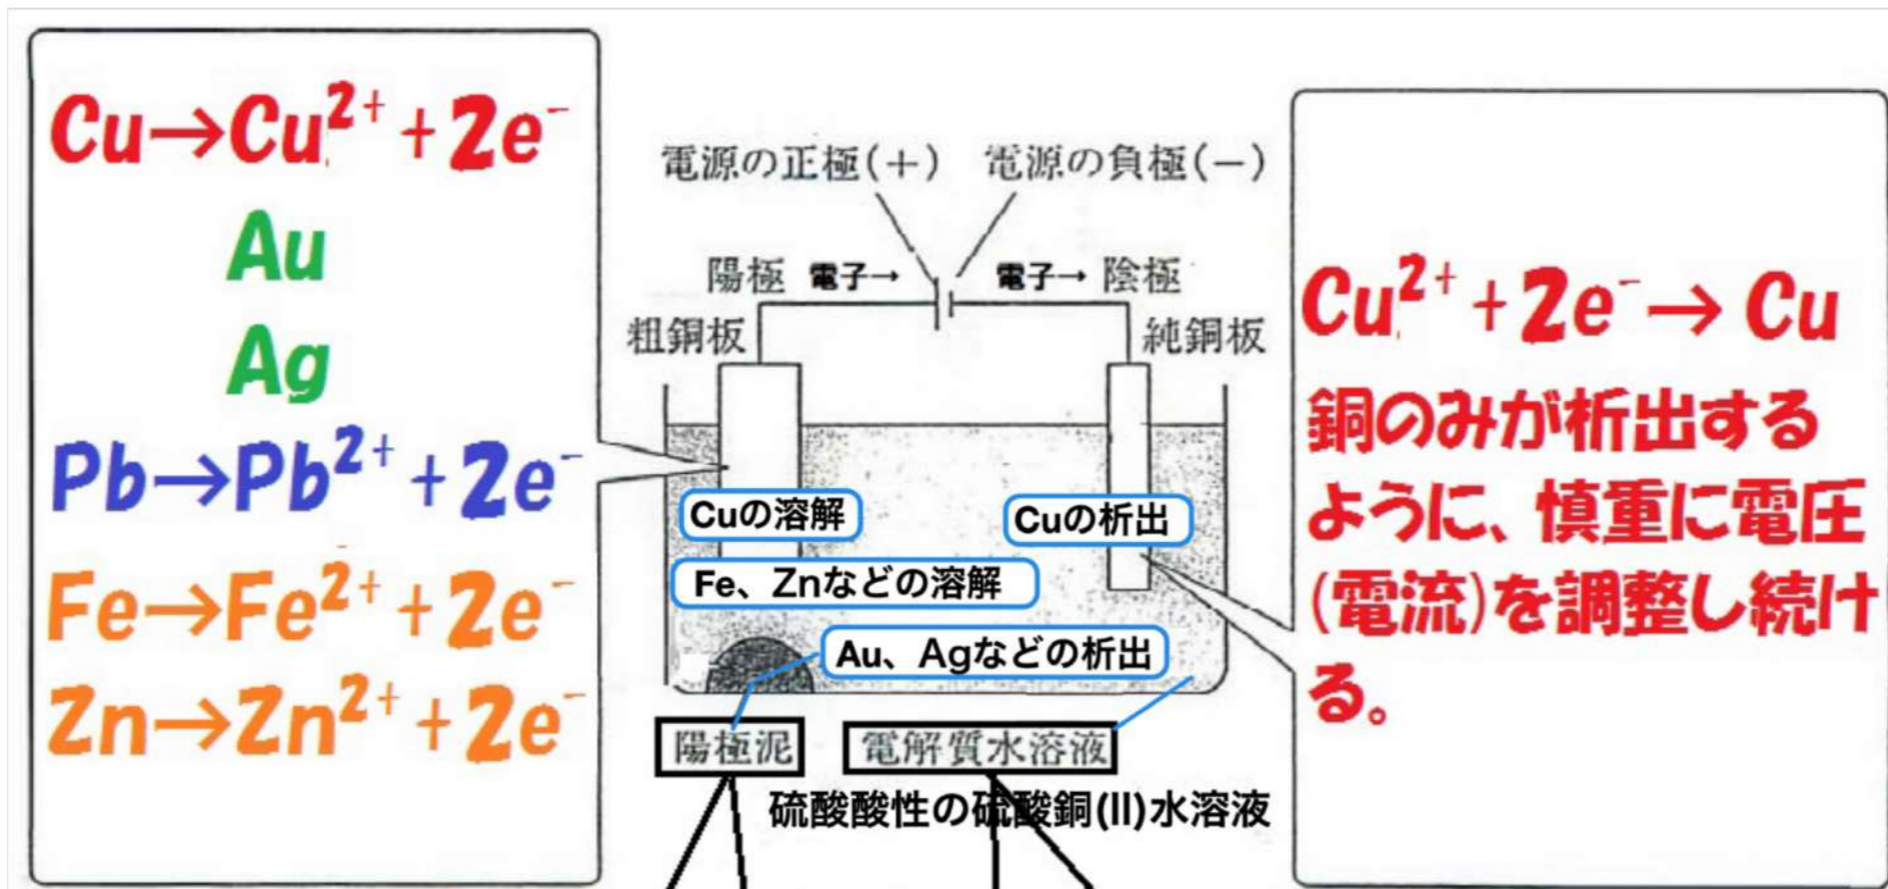 Cu→Cu²⁺+2e⁻
Au
Ag
Pb→Pb²⁺+2e⁻
Fe→Fe²⁺+2e⁻
Zn→Zn²⁺+2e⁻
電源の正極(+) 電源の負極(−)
陽極 電子→ 電子→ 陰極
粗銅板 純銅板
Cuの溶解 Cuの析出
Fe、Znなどの溶解
Au、Agなどの析出
陽極泥 電解質水溶液
硫酸酸性の硫酸銅(II)水溶液
Cu²⁺+2e⁻→Cu
銅のみが析出する
ように、慎重に電圧
(電流)を調整し続け
る。